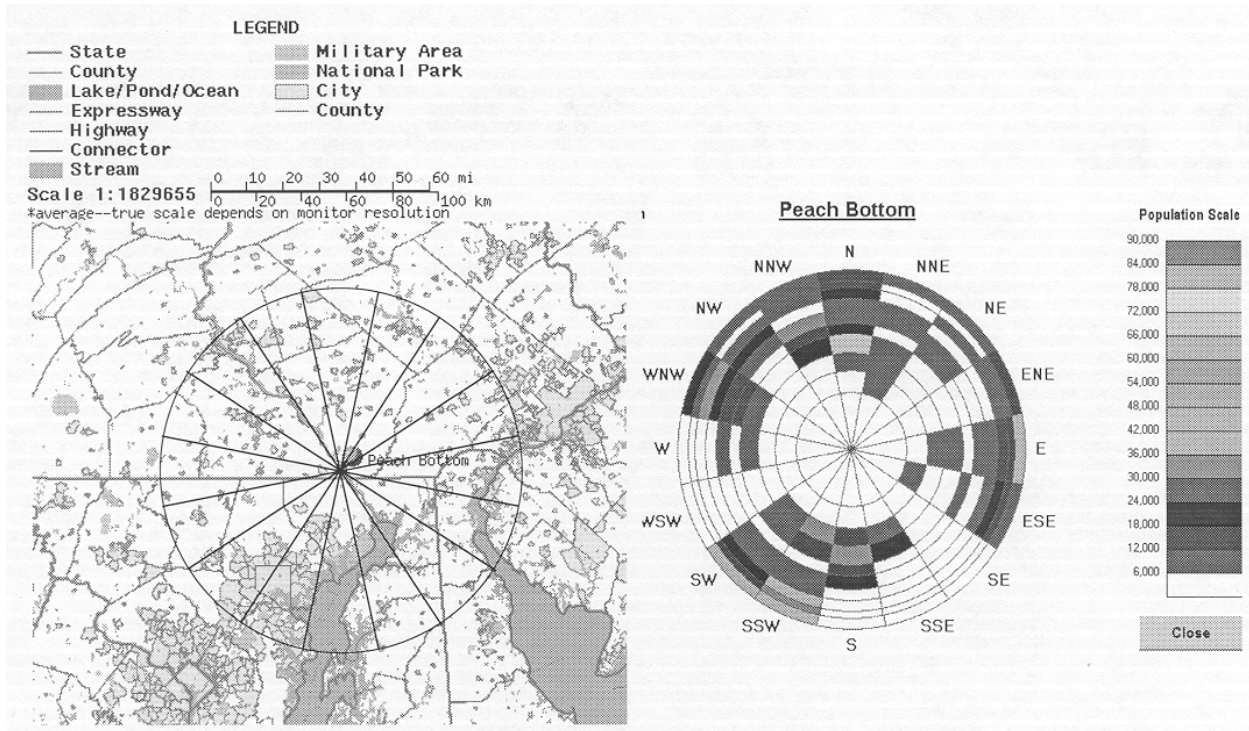 LEGEND
State
County
Lake/Pond/Ocean
Expressway
Highway
Connector
Stream
Military Area
National Park
City
County
Scale 1:1829655
0 10 20 30 40 50 60 mi
0 20 40 60 80 100 km
*average--true scale depends on monitor resolution
Peach Bottom
Peach Bottom
N
NNE
NE
ENE
E
ESE
SE
SSE
S
SSW
SW
WSW
W
WNW
NW
NNW
Population Scale
90,000
84,000
78,000
72,000
66,000
60,000
54,000
48,000
42,000
36,000
30,000
24,000
18,000
12,000
6,000
Close